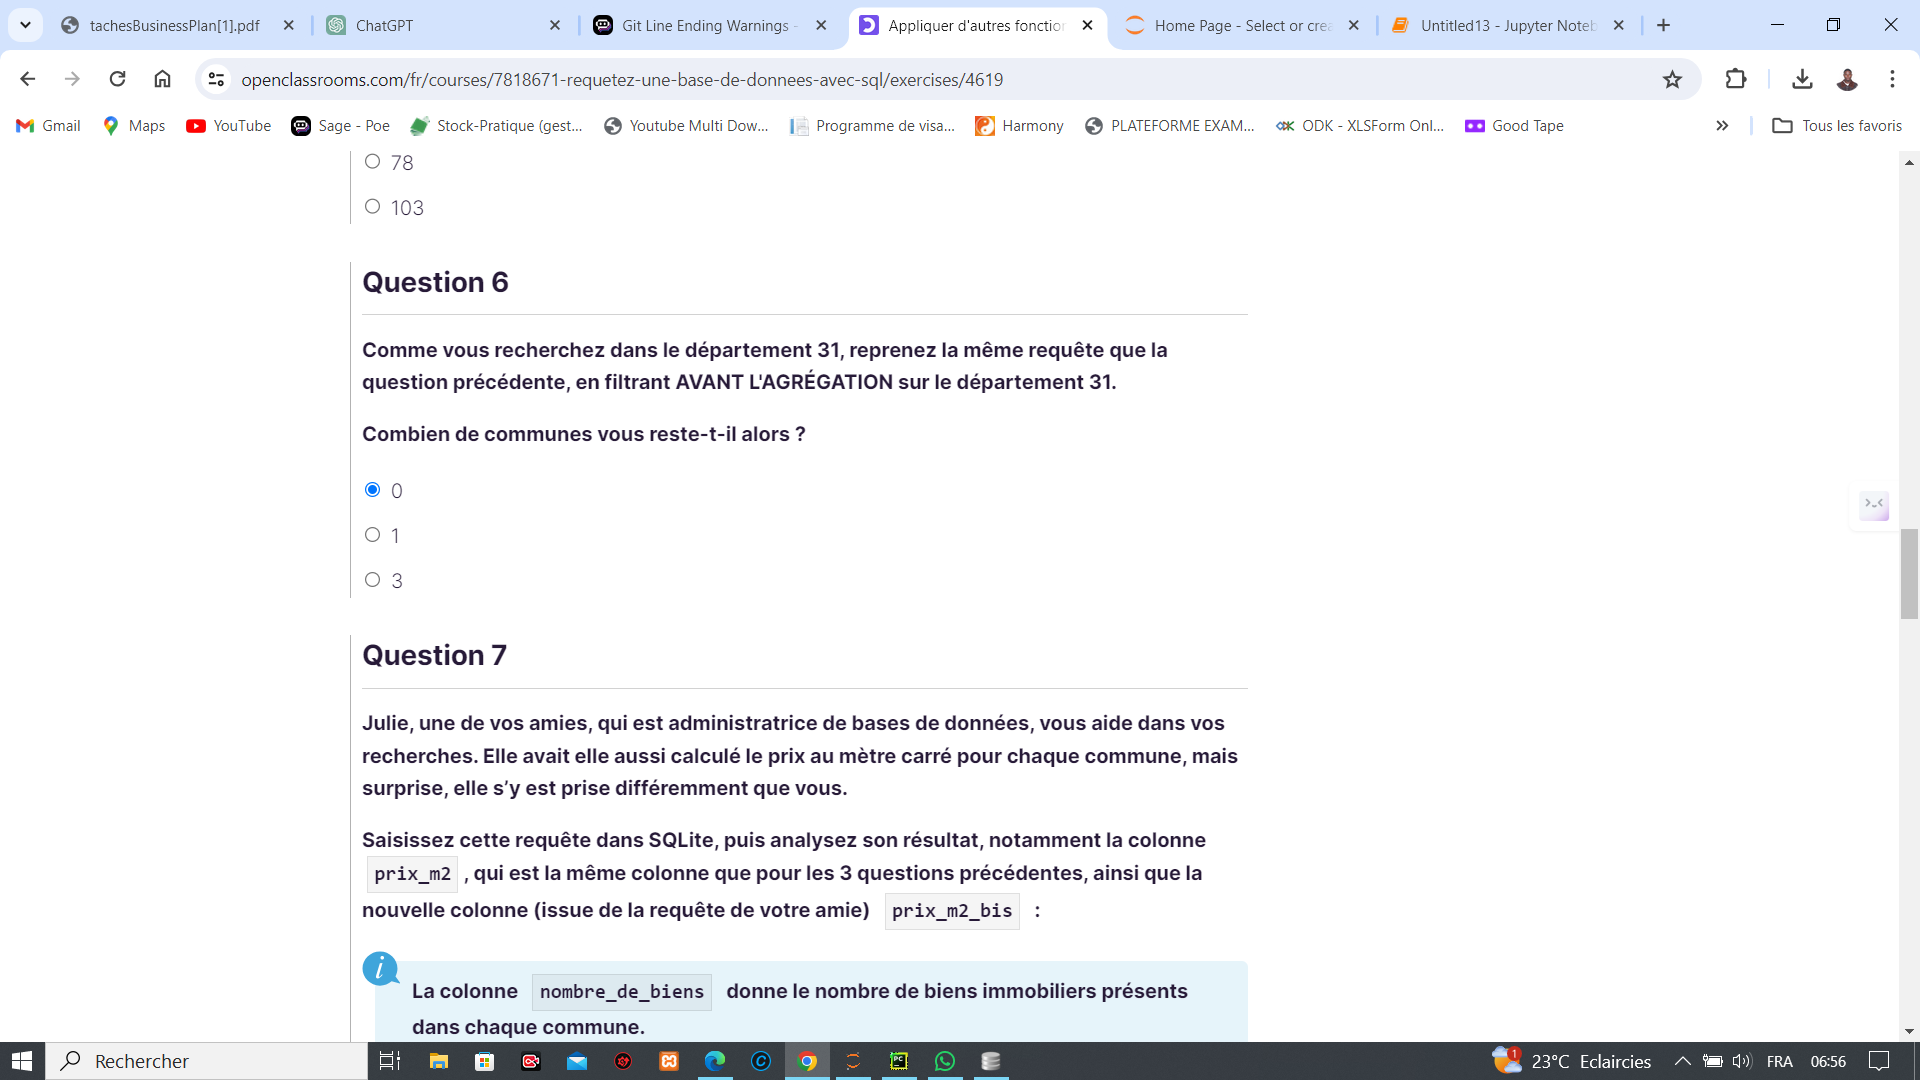 tachesBusinessPlan[1].pdf
ChatGPT
Git Line Ending Warnings -
Appliquer d'autres fonction
Home Page - Select or crea
Untitled13 - Jupyter Noteb
openclassrooms.com/fr/courses/7818671-requetez-une-base-de-donnees-avec-sql/exercises/4619
Gmail
Maps
YouTube
Sage - Poe
Stock-Pratique (gest...
Youtube Multi Dow...
Programme de visa...
Harmony
PLATEFORME EXAM...
ODK - XLSForm Onl...
Good Tape
Tous les favoris
78
103
Question 6
Comme vous recherchez dans le département 31, reprenez la même requête que la
question précédente, en filtrant AVANT L'AGRÉGATION sur le département 31.
Combien de communes vous reste-t-il alors ?
0
1
3
Question 7
Julie, une de vos amies, qui est administratrice de bases de données, vous aide dans vos
recherches. Elle avait elle aussi calculé le prix au mètre carré pour chaque commune, mais
surprise, elle s’y est prise différemment que vous.
Saisissez cette requête dans SQLite, puis analysez son résultat, notamment la colonne
prix_m2 , qui est la même colonne que pour les 3 questions précédentes, ainsi que la
nouvelle colonne (issue de la requête de votre amie) prix_m2_bis :
La colonne nombre_de_biens donne le nombre de biens immobiliers présents
dans chaque commune.
Rechercher
1
23°C Eclaircies
FRA
06:56